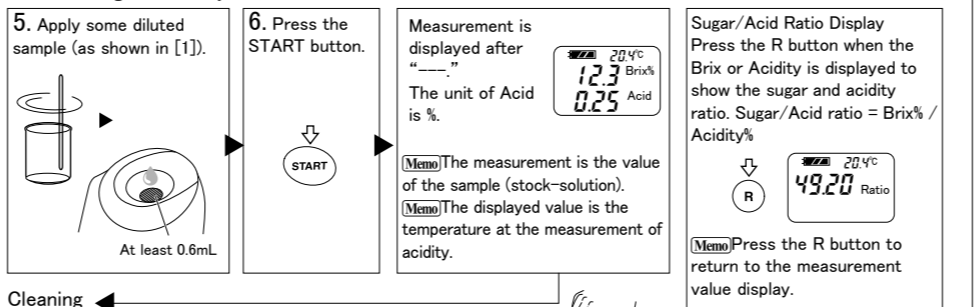 5. Apply some diluted
sample (as shown in [1]).
At least 0.6mL
6. Press the
START button.
START
Measurement is
displayed after
“---.”
The unit of Acid
is %.
20.4℃
12.3 Brix%
0.25 Acid
Memo The measurement is the value
of the sample (stock-solution).
Memo The displayed value is the
temperature at the measurement of
acidity.
Sugar/Acid Ratio Display
Press the R button when the
Brix or Acidity is displayed to
show the sugar and acidity
ratio. Sugar/Acid ratio = Brix% /
Acidity%
R
20.4℃
49.20 Ratio
Memo Press the R button to
return to the measurement
value display.
Cleaning